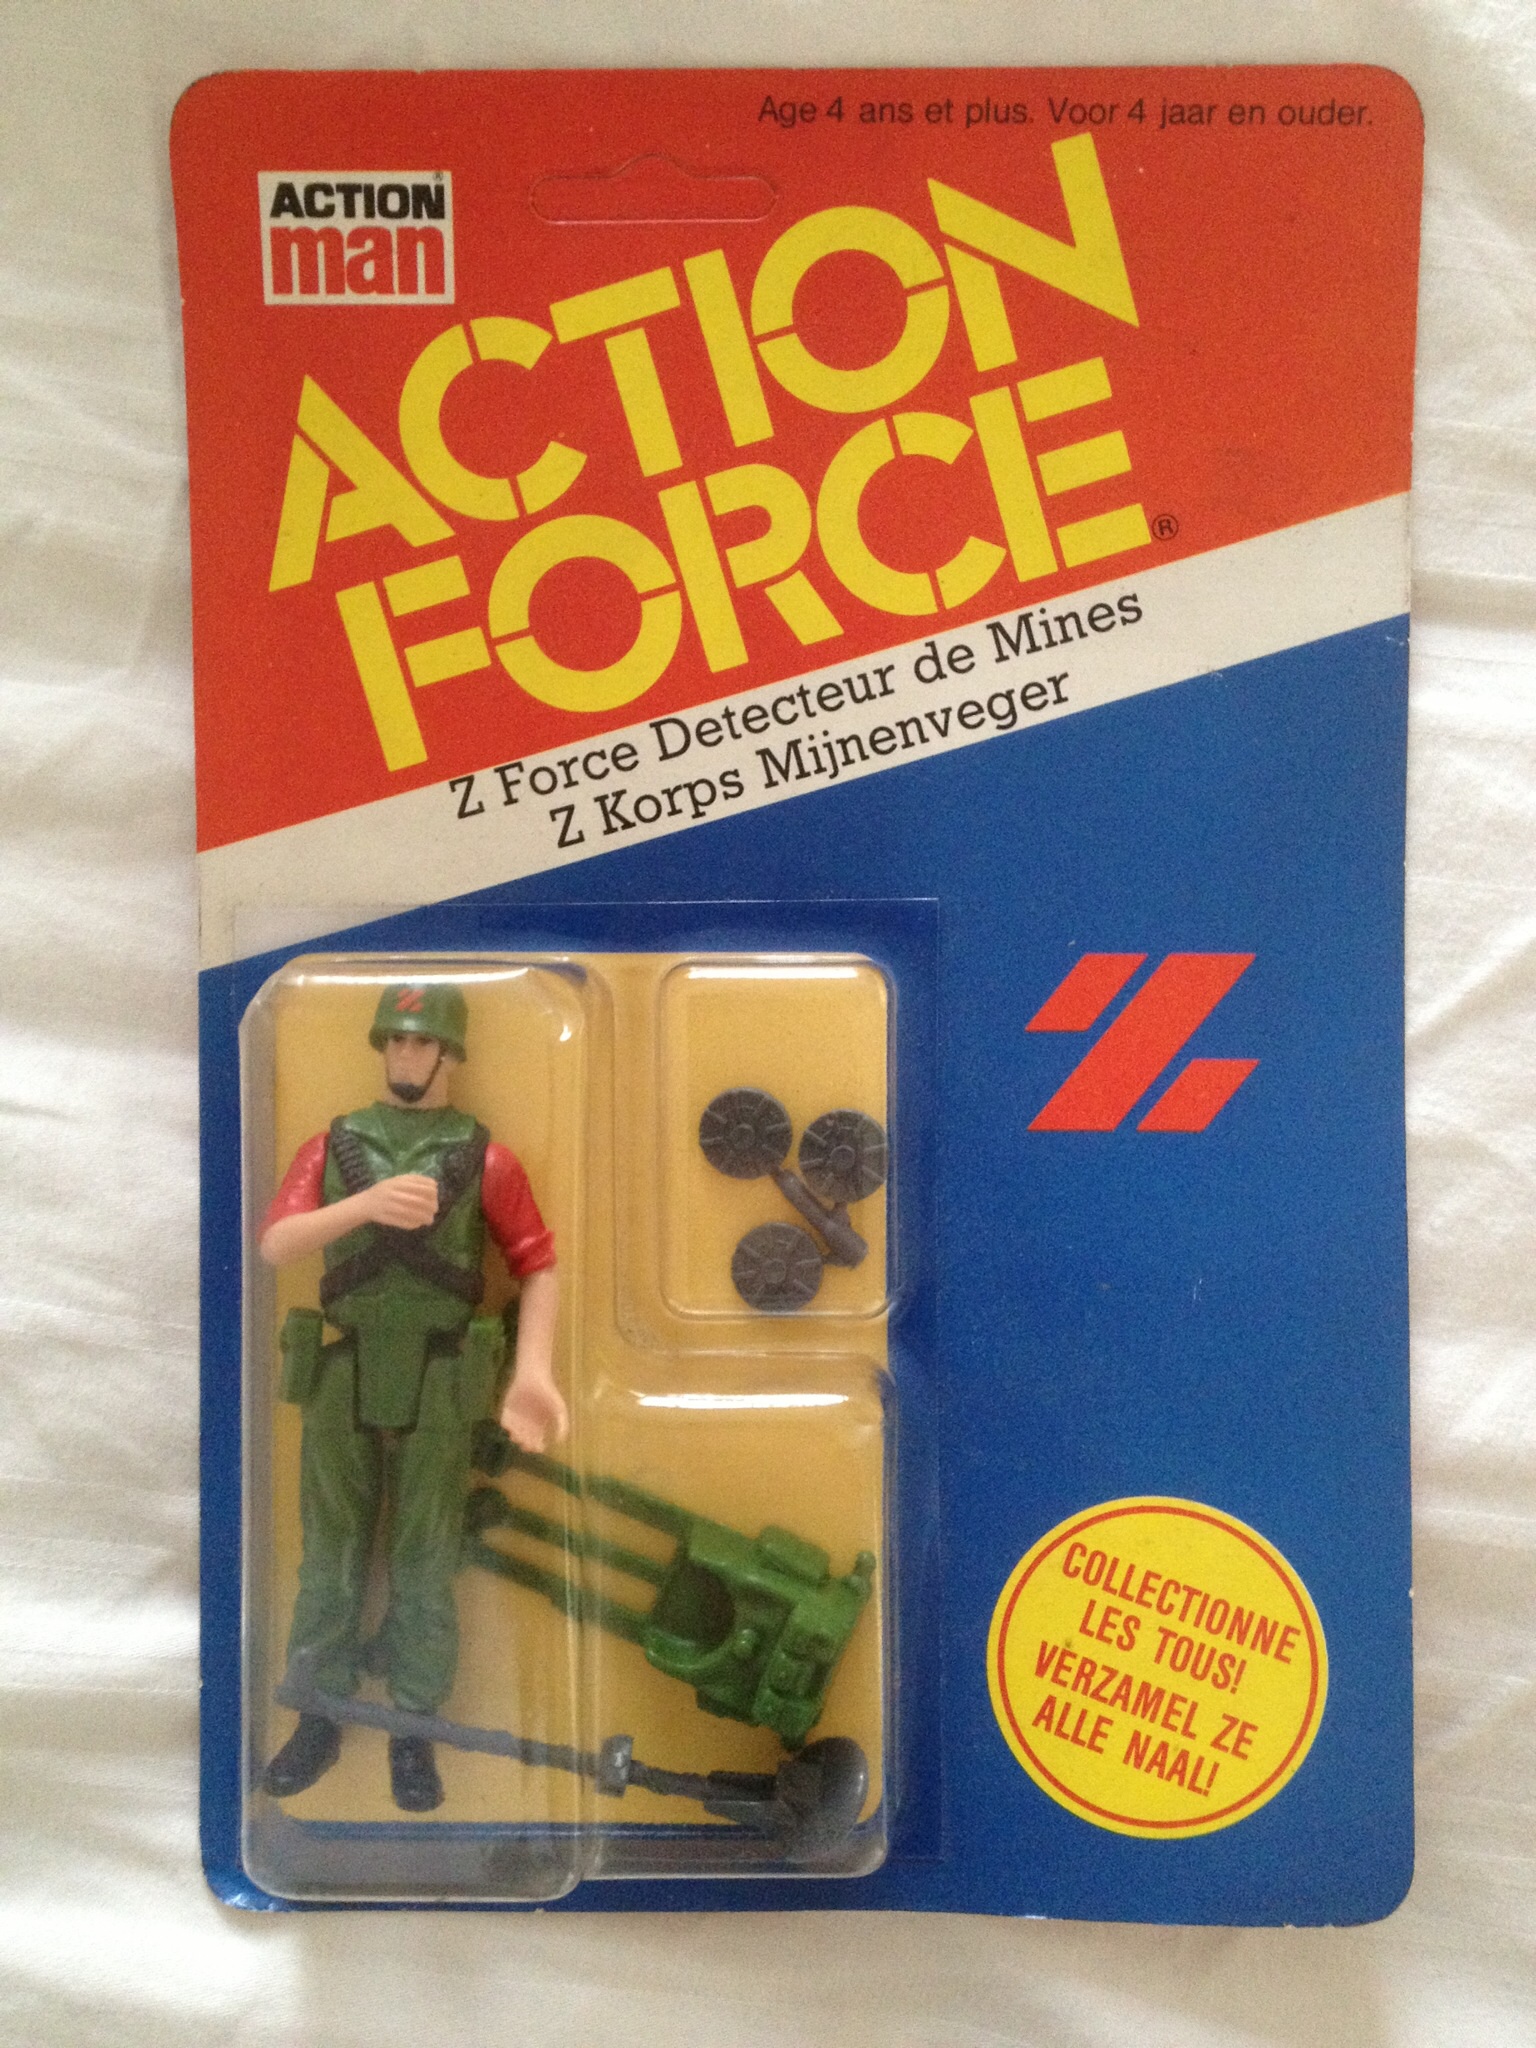 Age 4 ans et plus. Voor 4 jaar en ouder.
ACTION®
man
ACTION
FORCE®
Z Force Detecteur de Mines
Z Korps Mijnenveger
Z
Z
COLLECTIONNE
LES TOUS!
VERZAMEL ZE
ALLE NAAL!